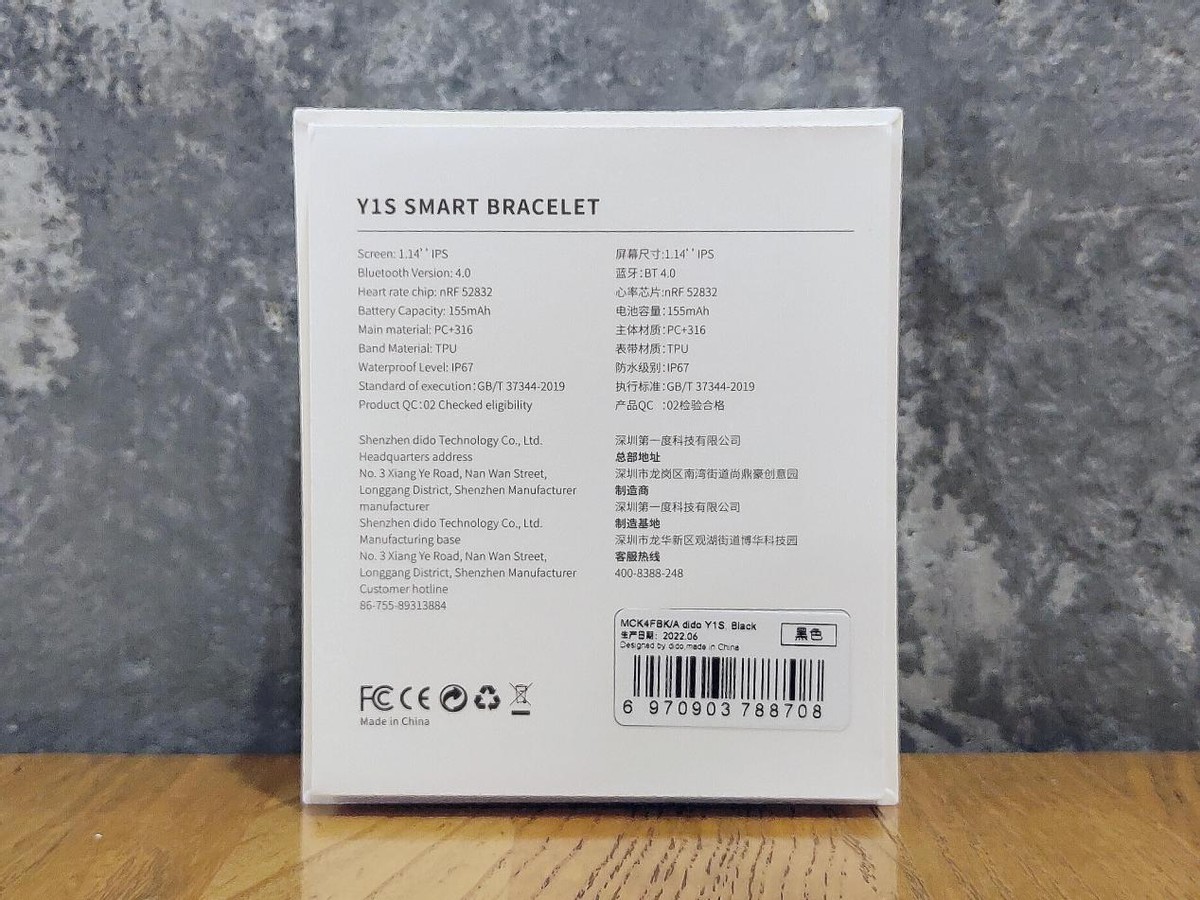 Y1S SMART BRACELET
Screen: 1.14'' IPS
Bluetooth Version: 4.0
Heart rate chip: nRF 52832
Battery Capacity: 155mAh
Main material: PC+316
Band Material: TPU
Waterproof Level: IP67
Standard of execution:GB/T 37344-2019
Product QC:02 Checked eligibility
Shenzhen dido Technology Co., Ltd.
Headquarters address
No. 3 Xiang Ye Road, Nan Wan Street,
Longgang District, Shenzhen Manufacturer
manufacturer
Shenzhen dido Technology Co., Ltd.
Manufacturing base
No. 3 Xiang Ye Road, Nan Wan Street,
Longgang District, Shenzhen Manufacturer
Customer hotline
86-755-89313884
FC CE
Made in China
屏幕尺寸:1.14'' IPS
蓝牙:BT 4.0
心率芯片:nRF 52832
电池容量:155mAh
主体材质:PC+316
表带材质:TPU
防水级别:IP67
执行标准:GB/T 37344-2019
产品QC :02检验合格
深圳第一度科技有限公司
总部地址
深圳市龙岗区南湾街道尚鼎豪创意园
制造商
深圳第一度科技有限公司
制造基地
深圳市龙华新区观湖街道博华科技园
客服热线
400-8388-248
MCK4FBK/A dido Y1S, Black
生产日期: 2022.06
Designed by dido,made in China
黑色
6 970903 788708